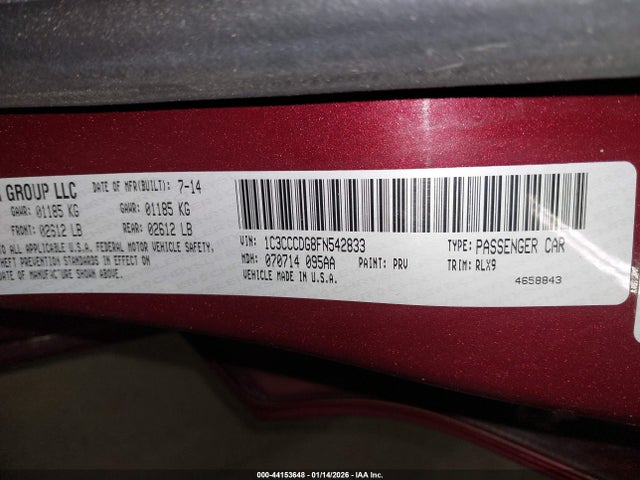 GROUP LLC DATE OF MFR(BUILT): 7-14
GAWR: 01185 KG GAWR: 01185 KG
FRONT: 02612 LB REAR: 02612 LB
TO ALL APPLICABLE U.S.A. FEDERAL MOTOR VEHICLE SAFETY,
THEFT PREVENTION STANDARDS IN EFFECT ON
DATE OF MANUFACTURE SHOWN ABOVE.
VIN: 1C3CCCDG8FN542833 TYPE: PASSENGER CAR
MDH: 070714 095AA PAINT: PRV TRIM: RLX9
VEHICLE MADE IN U.S.A.
4658843
000-44153648 - 01/14/2026 - IAA Inc.